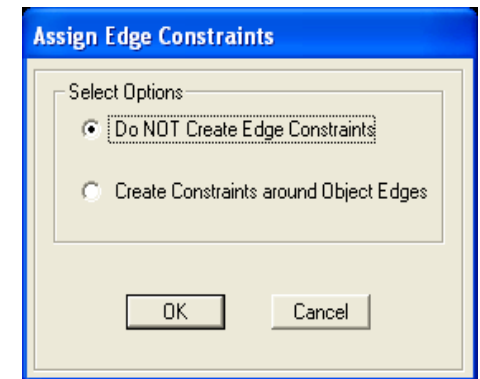 Assign Edge Constraints
Select Options
Do NOT Create Edge Constraints
Create Constraints around Object Edges
OK Cancel